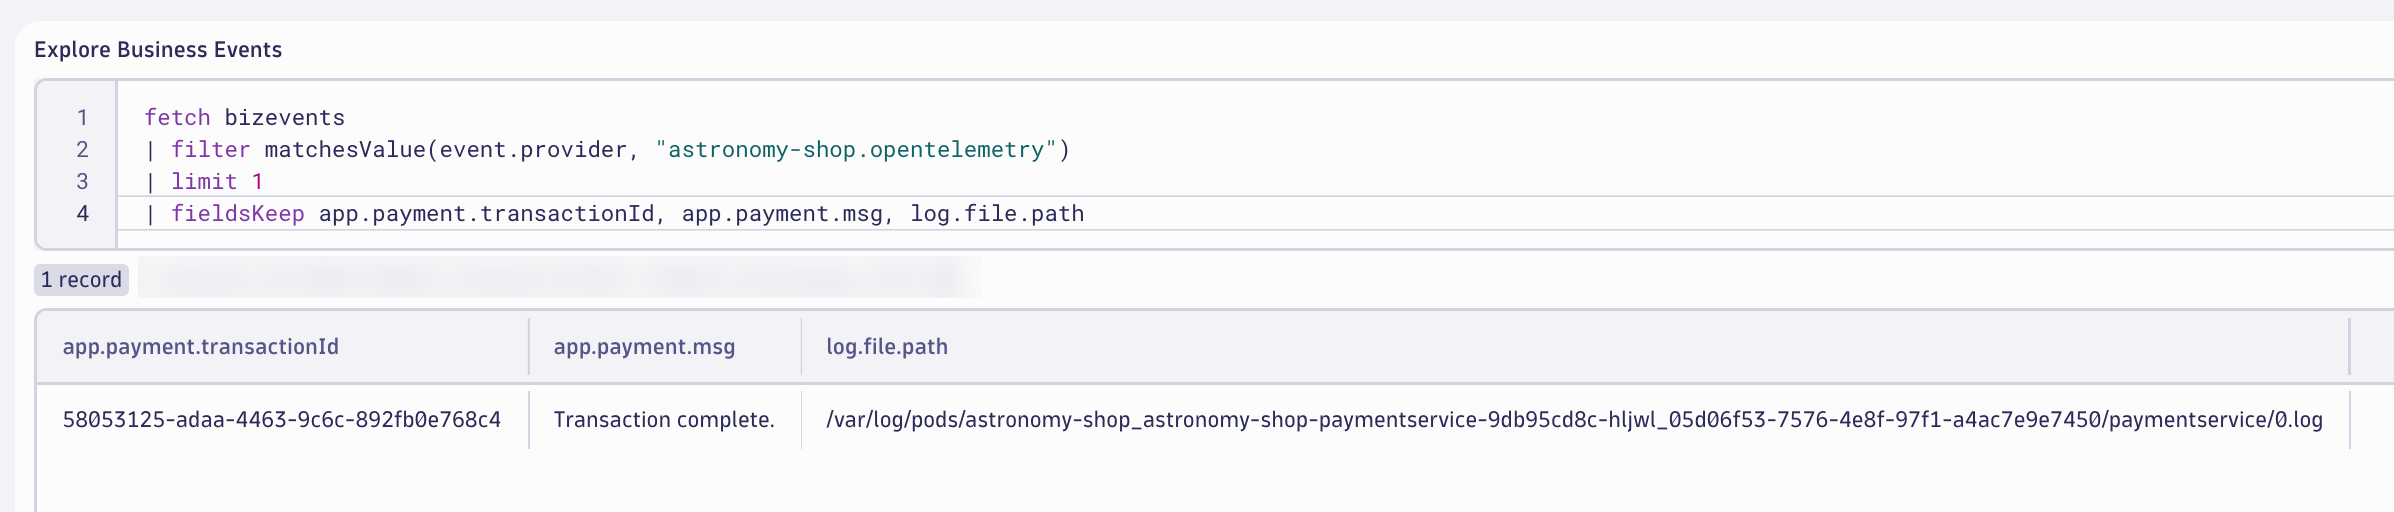 Explore Business Events
1 fetch bizevents
2 | filter matchesValue(event.provider, "astronomy-shop.opentelemetry")
3 | limit 1
4 | fieldsKeep app.payment.transactionId, app.payment.msg, log.file.path
1 record
app.payment.transactionId app.payment.msg log.file.path
58053125-adaa-4463-9c6c-892fb0e768c4 Transaction complete. /var/log/pods/astronomy-shop_astronomy-shop-paymentservice-9db95cd8c-hljwl_05d06f53-7576-4e8f-97f1-a4ac7e9e7450/paymentservice/0.log